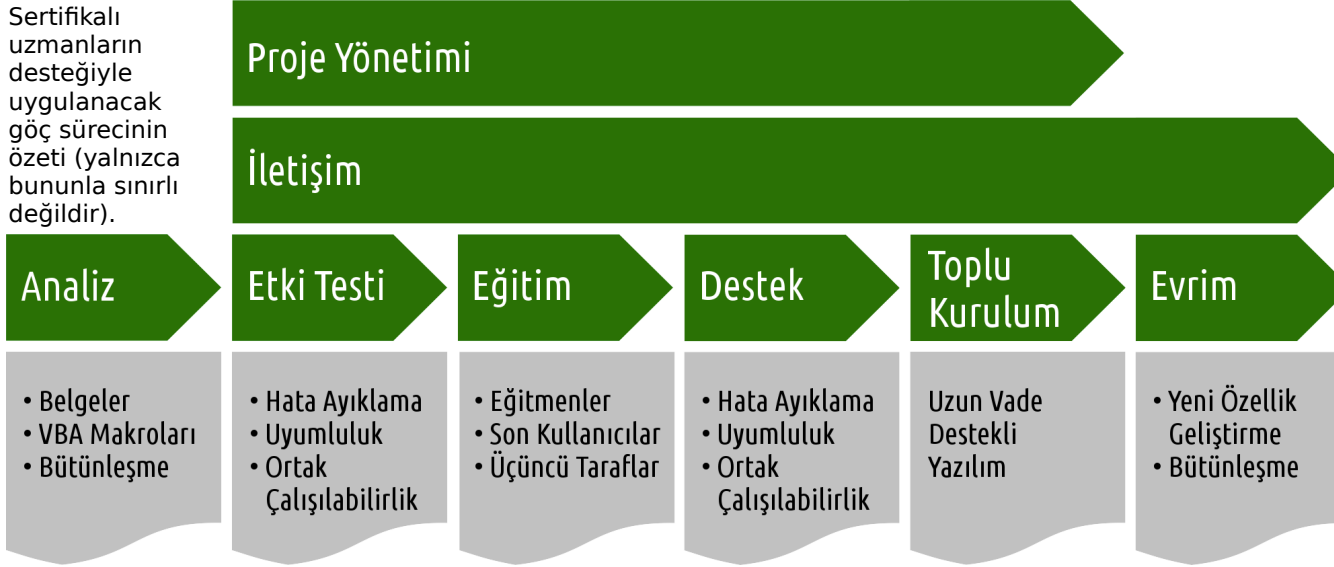 Sertifikalı
uzmanların
desteğiyle
uygulanacak
göç sürecinin
özeti (yalnızca
bununla sınırlı
değildir).
Proje Yönetimi
İletişim
Analiz
Etki Testi
Eğitim
Destek
Toplu
Kurulum
Evrim
• Belgeler
• VBA Makroları
• Bütünleşme
• Hata Ayıklama
• Uyumluluk
• Ortak
Çalışılabilirlik
• Eğitmenler
• Son Kullanıcılar
• Üçüncü Taraflar
• Hata Ayıklama
• Uyumluluk
• Ortak
Çalışılabilirlik
Uzun Vade
Destekli
Yazılım
• Yeni Özellik
Geliştirme
• Bütünleşme